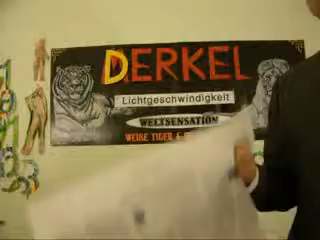 DERKEL
Lichtgeschwindigkeit
WELTSENSATION
WEIßE TIGER &